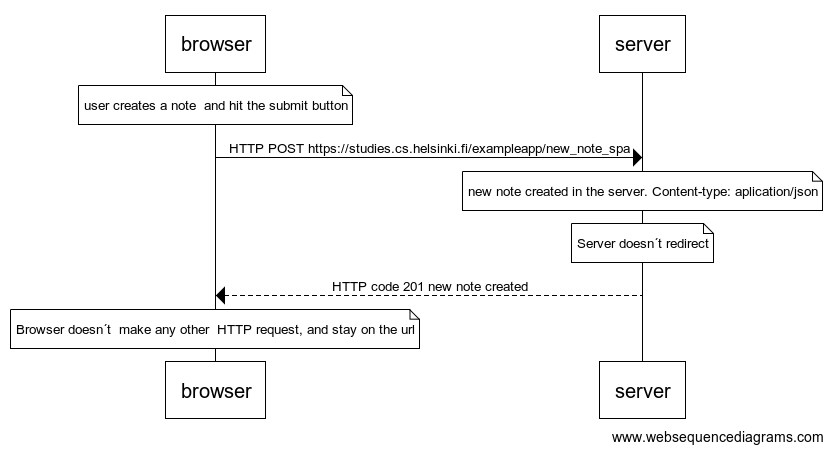 browser
server
user creates a note  and hit the submit button
HTTP POST https://studies.cs.helsinki.fi/exampleapp/new_note_spa
new note created in the server. Content-type: aplication/json
Server doesn´t redirect
HTTP code 201 new note created
Browser doesn´t  make any other  HTTP request, and stay on the url
browser
server
www.websequencediagrams.com